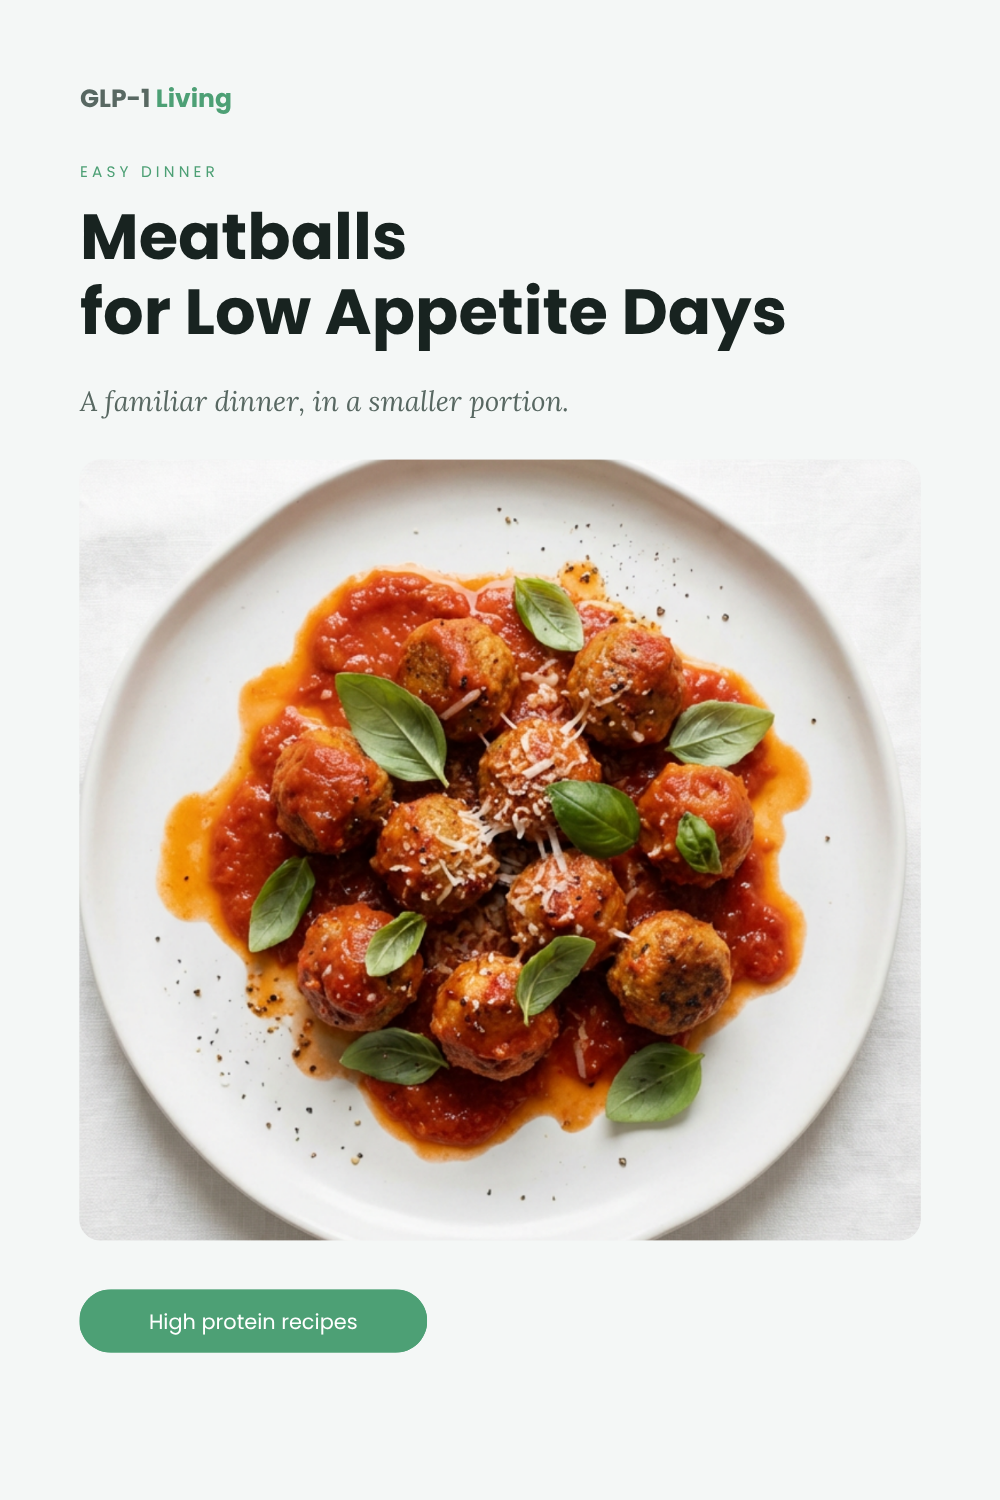 GLP-1 Living
EASY DINNER
Meatballs
for Low Appetite Days
A familiar dinner, in a smaller portion.
High protein recipes